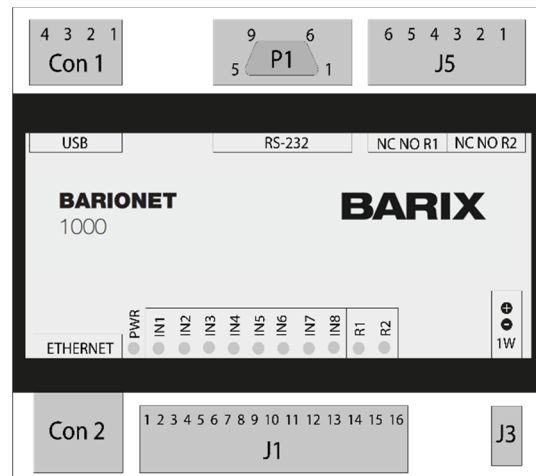 4 3 2 1
Con 1
9 6
5 P1 1
6 5 4 3 2 1
J5
USB
RS-232
NC NO R1
NC NO R2
BARIONET
1000
BARIX
PWR
IN1
IN2
IN3
IN4
IN5
IN6
IN7
IN8
R1
R2
1W
ETHERNET
Con 2
1 2 3 4 5 6 7 8 9 10 11 12 13 14 15 16
J1
J3